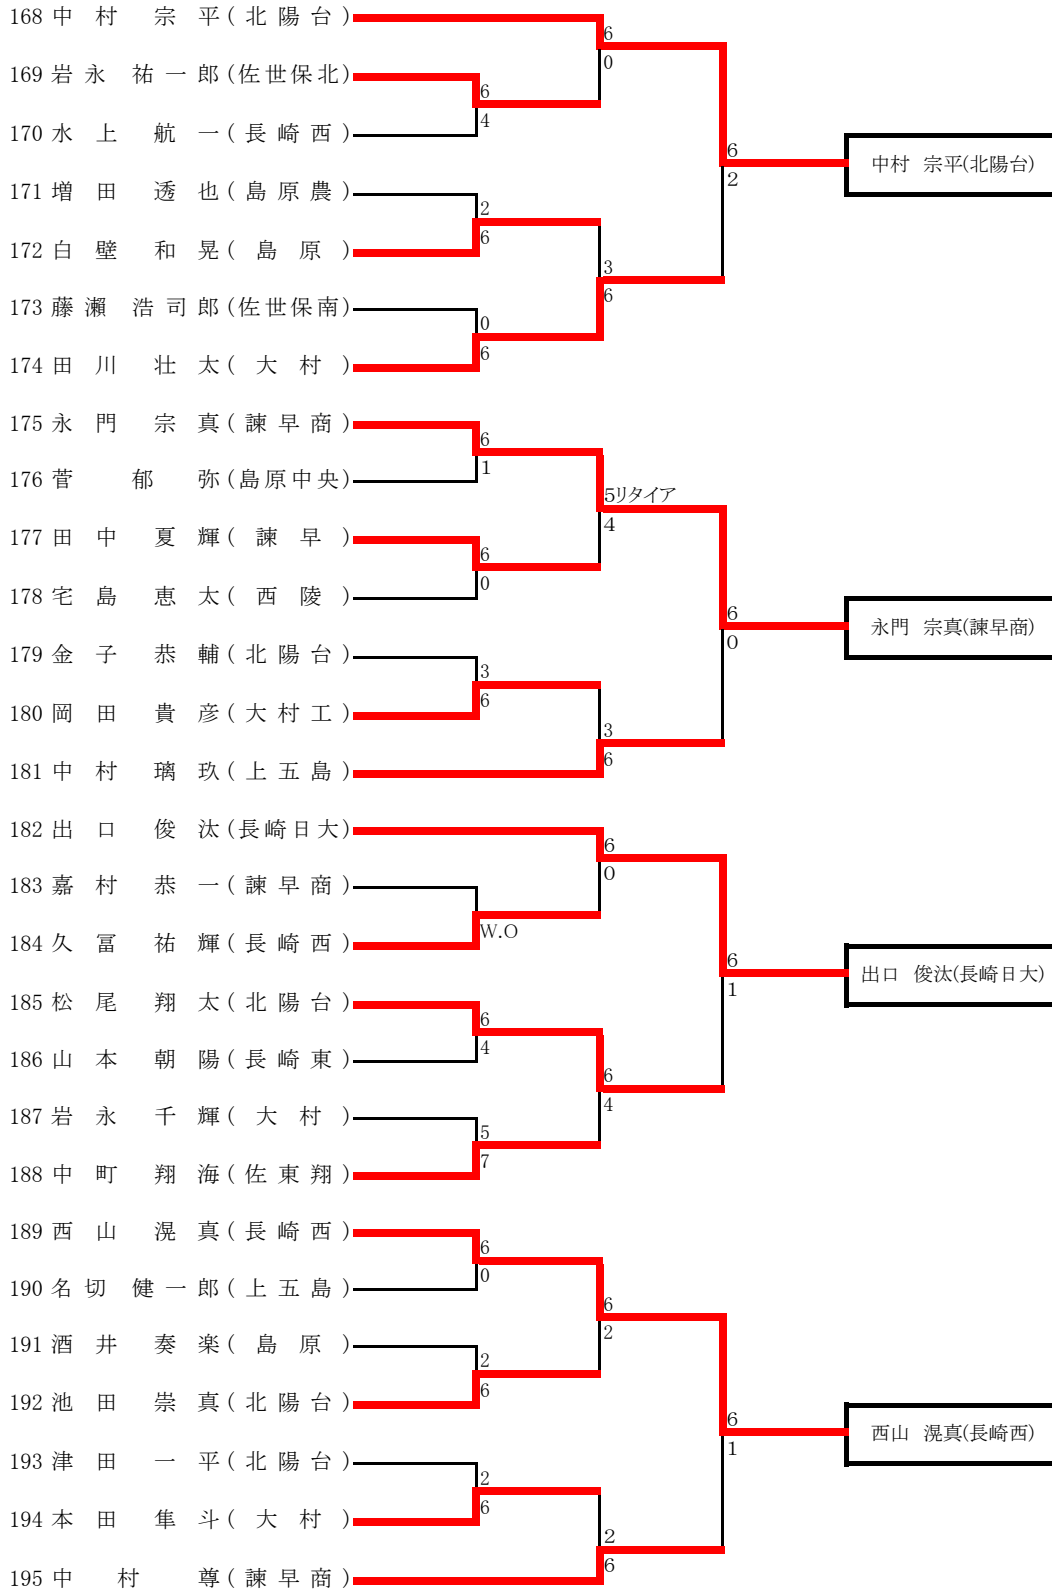 168 中村 宗平(北陽台)
6
0
169 岩永 祐一郎(佐世保北)
6
4
170 水上 航一(長崎西)
6
2
中村 宗平(北陽台)
171 増田 透也(島原農)
2
6
172 白壁 和晃(島原)
3
6
173 藤瀬 浩司郎(佐世保南)
0
6
174 田川 壮太(大村)
175 永門 宗真(諫早商)
6
1
176 菅 郁弥(島原中央)
5リタイア
4
177 田中 夏輝(諫早)
6
0
178 宅島 恵太(西陵)
6
0
永門 宗真(諫早商)
179 金子 恭輔(北陽台)
3
6
180 岡田 貴彦(大村工)
3
6
181 中村 璃玖(上五島)
182 出口 俊汰(長崎日大)
6
0
183 嘉村 恭一(諫早商)
W.O
184 久冨 祐輝(長崎西)
6
1
出口 俊汰(長崎日大)
185 松尾 翔太(北陽台)
6
4
186 山本 朝陽(長崎東)
6
4
187 岩永 千輝(大村)
5
7
188 中町 翔海(佐東翔)
189 西山 滉真(長崎西)
6
0
190 名切 健一郎(上五島)
6
2
191 酒井 奏楽(島原)
2
6
192 池田 崇真(北陽台)
6
1
西山 滉真(長崎西)
193 津田 一平(北陽台)
2
6
194 本田 隼斗(大村)
2
6
195 中村 尊(諫早商)